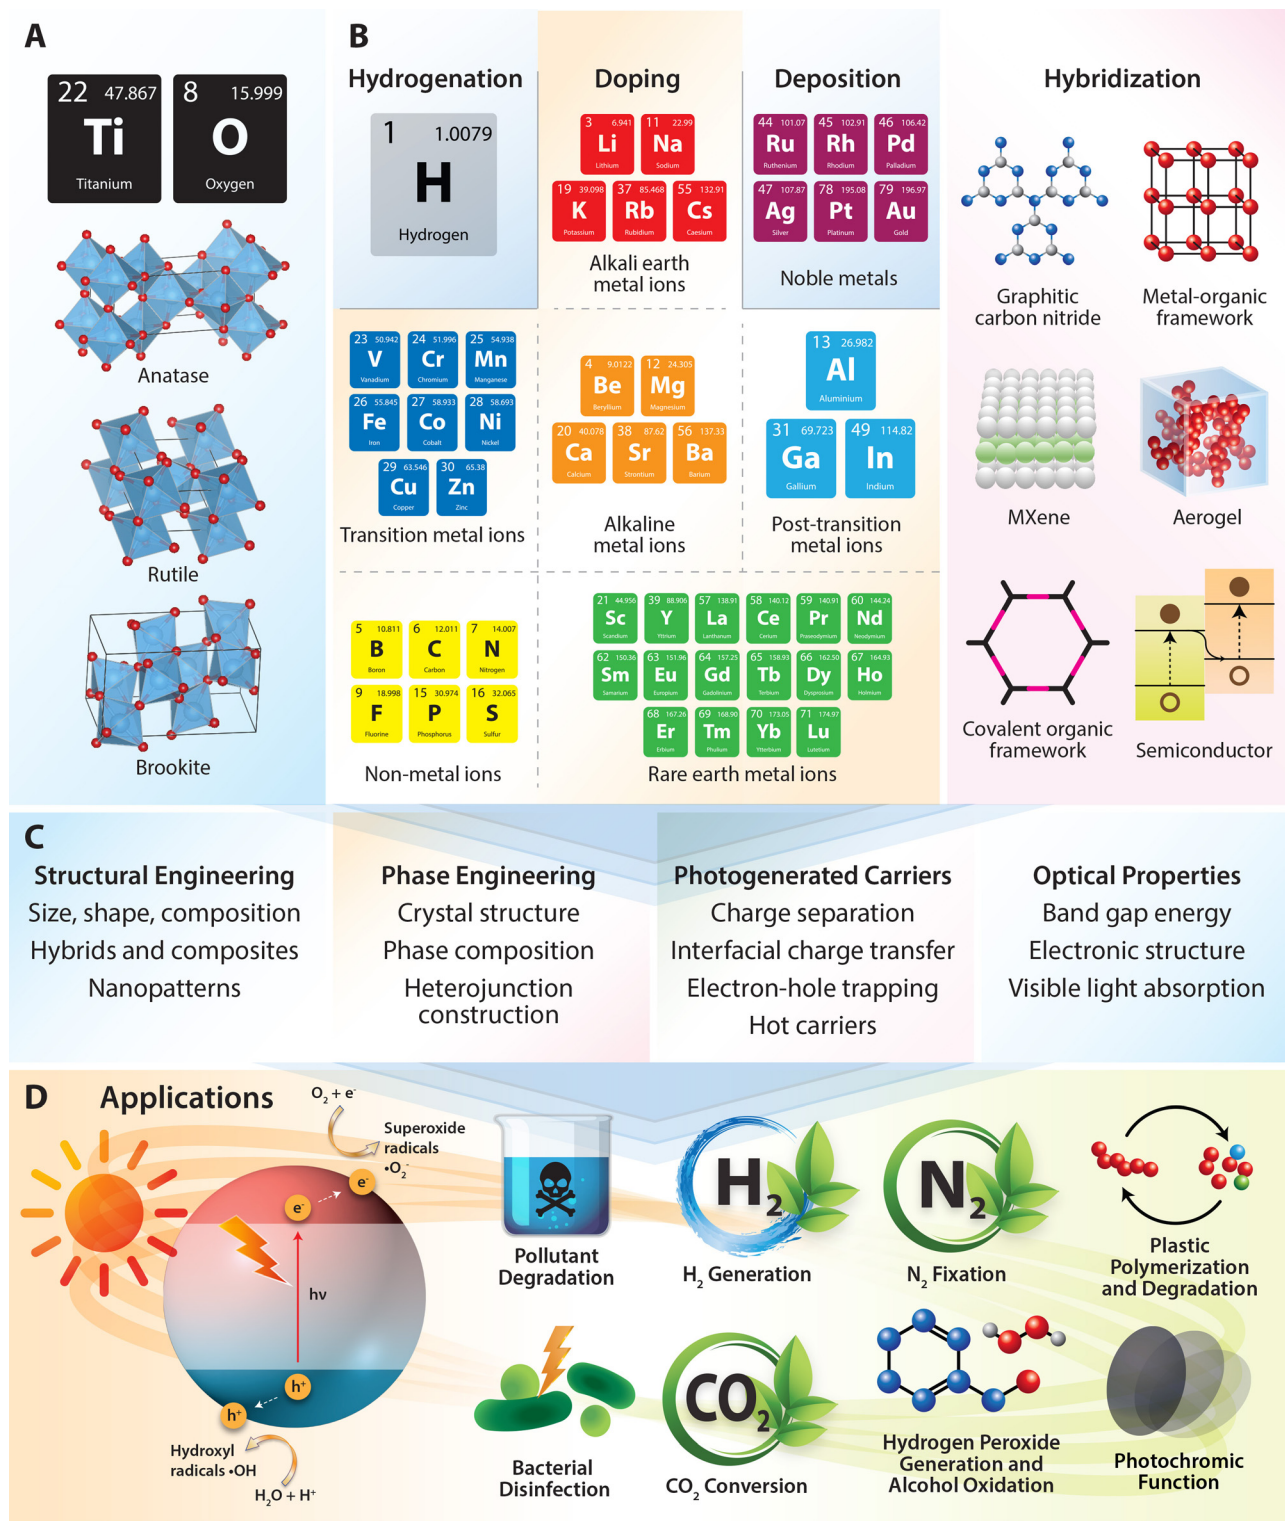 A
22 47.867
Ti
Titanium
8 15.999
O
Oxygen
Anatase
Rutile
Brookite
B
Hydrogenation
1 1.0079
H
Hydrogen
Doping
3 6.941
Li
Lithium
11 22.99
Na
Sodium
19 39.098
K
Potassium
37 85.468
Rb
Rubidium
55 132.91
Cs
Caesium
Alkali earth
metal ions
Deposition
44 101.07
Ru
Ruthenium
45 102.91
Rh
Rhodium
46 106.42
Pd
Palladium
47 107.87
Ag
Silver
78 195.08
Pt
Platinum
79 196.97
Au
Gold
Noble metals
23 50.942
V
Vanadium
24 51.996
Cr
Chromium
25 54.938
Mn
Manganese
26 55.845
Fe
Iron
27 58.933
Co
Cobalt
28 58.693
Ni
Nickel
29 63.546
Cu
Copper
30 65.38
Zn
Zinc
Transition metal ions
4 9.0122
Be
Beryllium
12 24.305
Mg
Magnesium
20 40.078
Ca
Calcium
38 87.62
Sr
Strontium
56 137.33
Ba
Barium
Alkaline
metal ions
13 26.982
Al
Aluminium
31 69.723
Ga
Gallium
49 114.82
In
Indium
Post-transition
metal ions
5 10.811
B
Boron
6 12.011
C
Carbon
7 14.007
N
Nitrogen
9 18.998
F
Fluorine
15 30.974
P
Phosphorus
16 32.065
S
Sulfur
Non-metal ions
21 44.956
Sc
Scandium
39 88.906
Y
Yttrium
57 138.91
La
Lanthanum
58 140.12
Ce
Cerium
59 140.91
Pr
Praseodymium
60 144.24
Nd
Neodymium
62 150.36
Sm
Samarium
63 151.96
Eu
Europium
64 157.25
Gd
Gadolinium
65 158.93
Tb
Terbium
66 162.50
Dy
Dysprosium
67 164.93
Ho
Holmium
68 167.26
Er
Erbium
69 168.90
Tm
Phulium
70 173.05
Yb
Ytterbium
71 174.97
Lu
Lutetium
Rare earth metal ions
Hybridization
Graphitic
carbon nitride
Metal-organic
framework
MXene
Aerogel
Covalent organic
framework
Semiconductor
C
Structural Engineering
Size, shape, composition
Hybrids and composites
Nanopatterns
Phase Engineering
Crystal structure
Phase composition
Heterojunction
construction
Photogenerated Carriers
Charge separation
Interfacial charge transfer
Electron-hole trapping
Hot carriers
Optical Properties
Band gap energy
Electronic structure
Visible light absorption
D Applications
O₂ + e⁻
Superoxide
radicals
•O₂⁻
e⁻
e⁻
hν
h⁺
h⁺
Hydroxyl
radicals •OH
H₂O + H⁺
Pollutant
Degradation
H₂
H₂ Generation
N₂
N₂ Fixation
Plastic
Polymerization
and Degradation
Bacterial
Disinfection
CO₂
CO₂ Conversion
Hydrogen Peroxide
Generation and
Alcohol Oxidation
Photochromic
Function